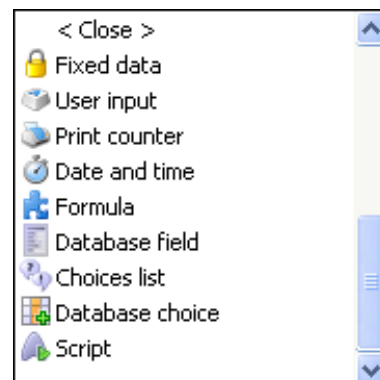 < Close >
Fixed data
User input
Print counter
Date and time
Formula
Database field
Choices list
Database choice
Script